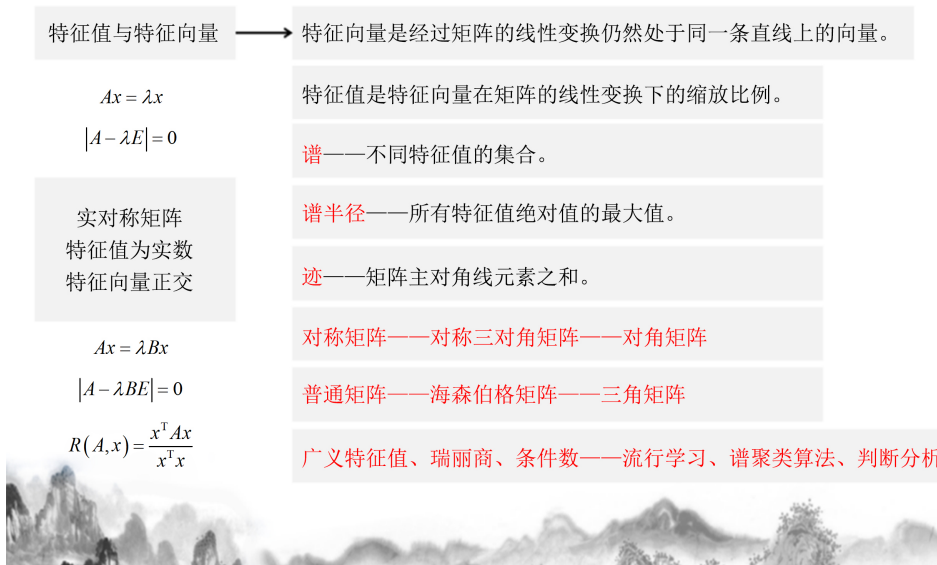 特征值与特征向量
特征向量是经过矩阵的线性变换仍然处于同一条直线上的向量。
Ax = λx
|A − λE| = 0
特征值是特征向量在矩阵的线性变换下的缩放比例。
谱——不同特征值的集合。
实对称矩阵
特征值为实数
特征向量正交
谱半径——所有特征值绝对值的最大值。
迹——矩阵主对角线元素之和。
Ax = λBx
|A − λBE| = 0
R(A,x) = xᵀAx / xᵀx
对称矩阵——对称三对角矩阵——对角矩阵
普通矩阵——海森伯格矩阵——三角矩阵
广义特征值、瑞丽商、条件数——流行学习、谱聚类算法、判断分析